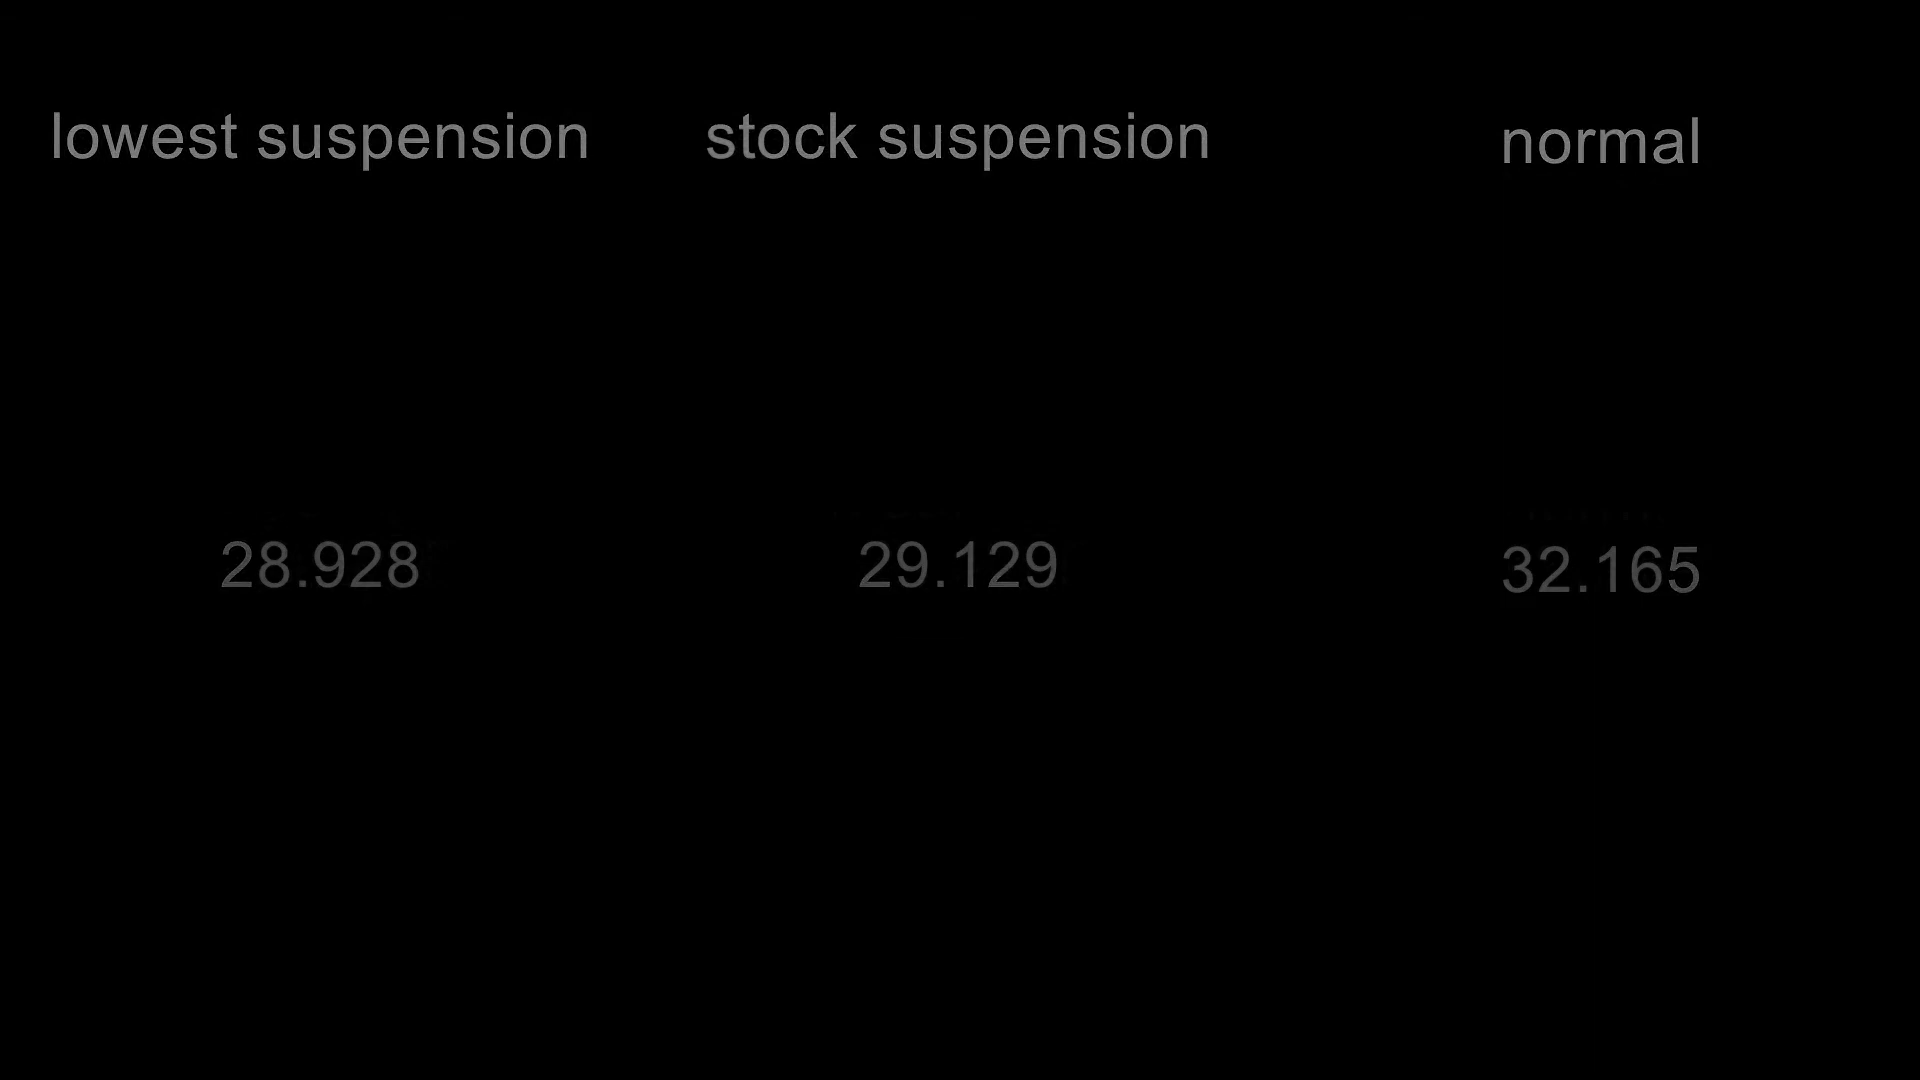 lowest suspension stock suspension normal
28.928 29.129 32.165